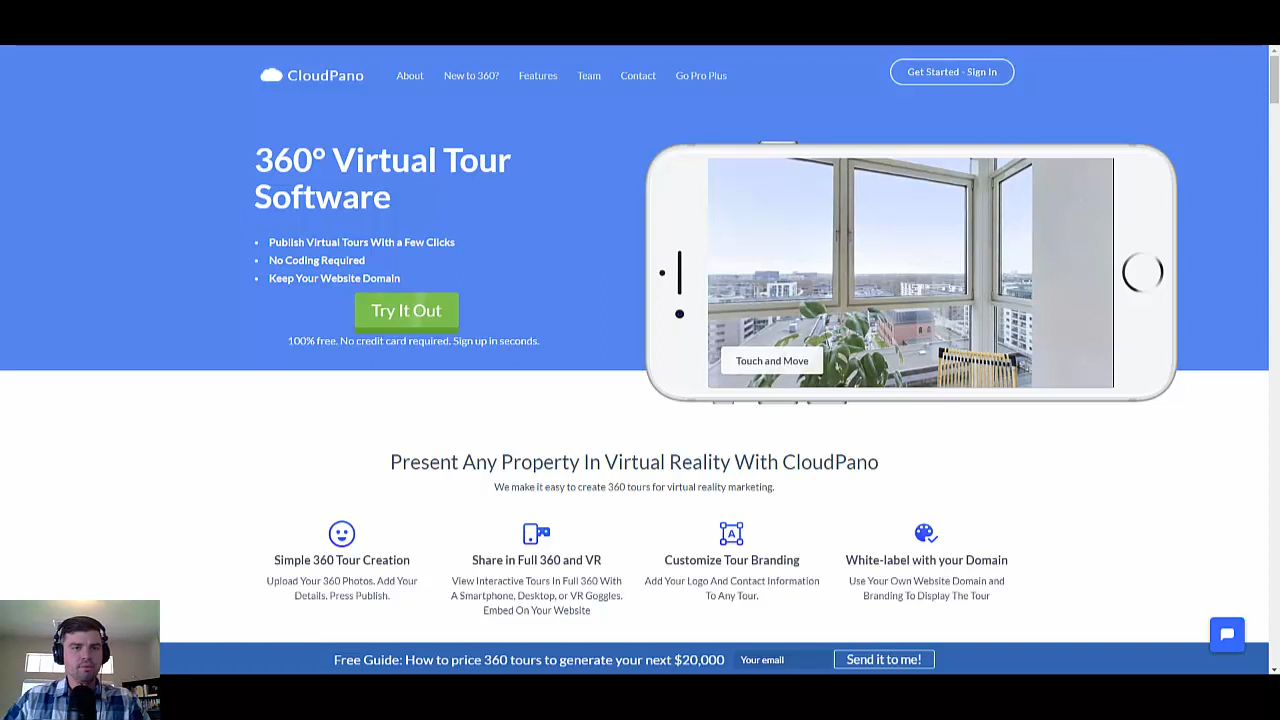 CloudPano
About
New to 360?
Features
Team
Contact
Go Pro Plus
Get Started - Sign In
360º Virtual Tour
Software
Publish Virtual Tours With a Few Clicks
No Coding Required
Keep Your Website Domain
Try It Out
100% free. No credit card required. Sign up in seconds.
Touch and Move
Present Any Property In Virtual Reality With CloudPano
We make it easy to create 360 tours for virtual reality marketing.
A
Simple 360 Tour Creation
Upload Your 360 Photos. Add Your
Details. Press Publish.
Share in Full 360 and VR
View Interactive Tours In Full 360 With
A Smartphone, Desktop, or VR Goggles.
Embed On Your Website
Customize Tour Branding
Add Your Logo And Contact Information
To Any Tour.
White-label with your Domain
Use Your Own Website Domain and
Branding To Display The Tour
Free Guide: How to price 360 tours to generate your next $20,000
Your email
Send it to me!